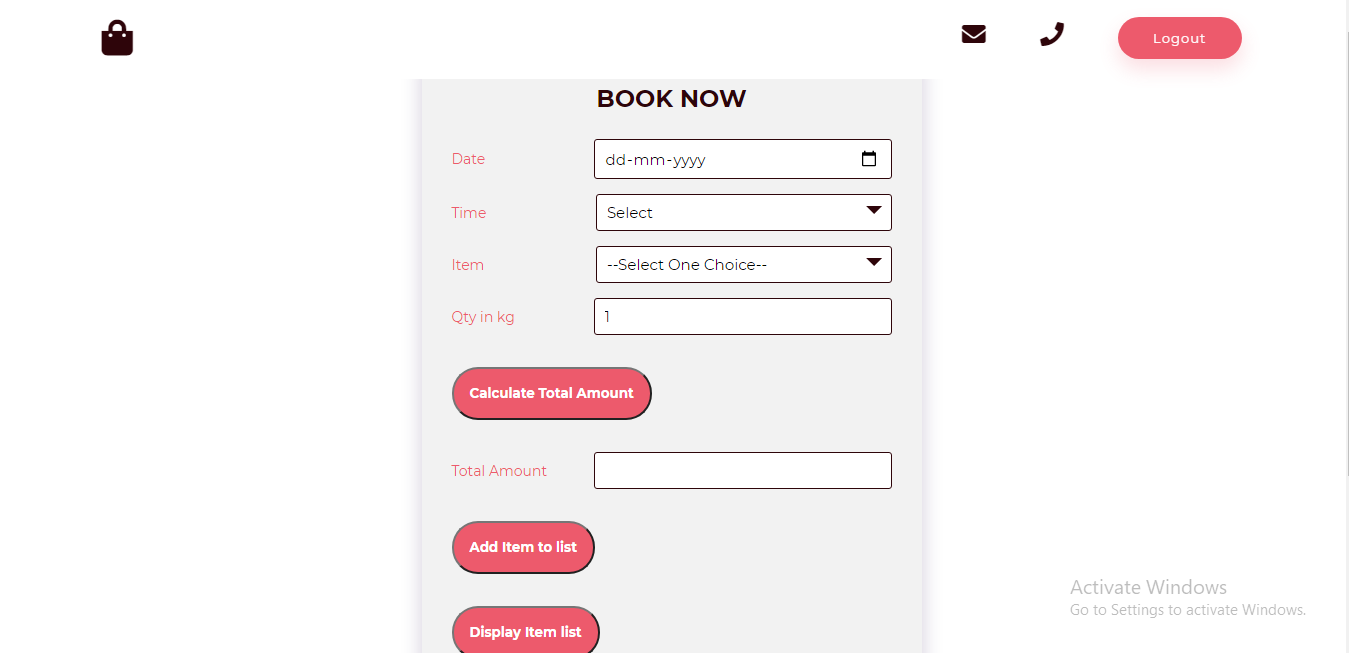 Logout
BOOK NOW
Date dd-mm-yyyy
Time Select
Item --Select One Choice--
Qty in kg 1
Calculate Total Amount
Total Amount
Add Item to list
Display Item list
Activate Windows
Go to Settings to activate Windows.